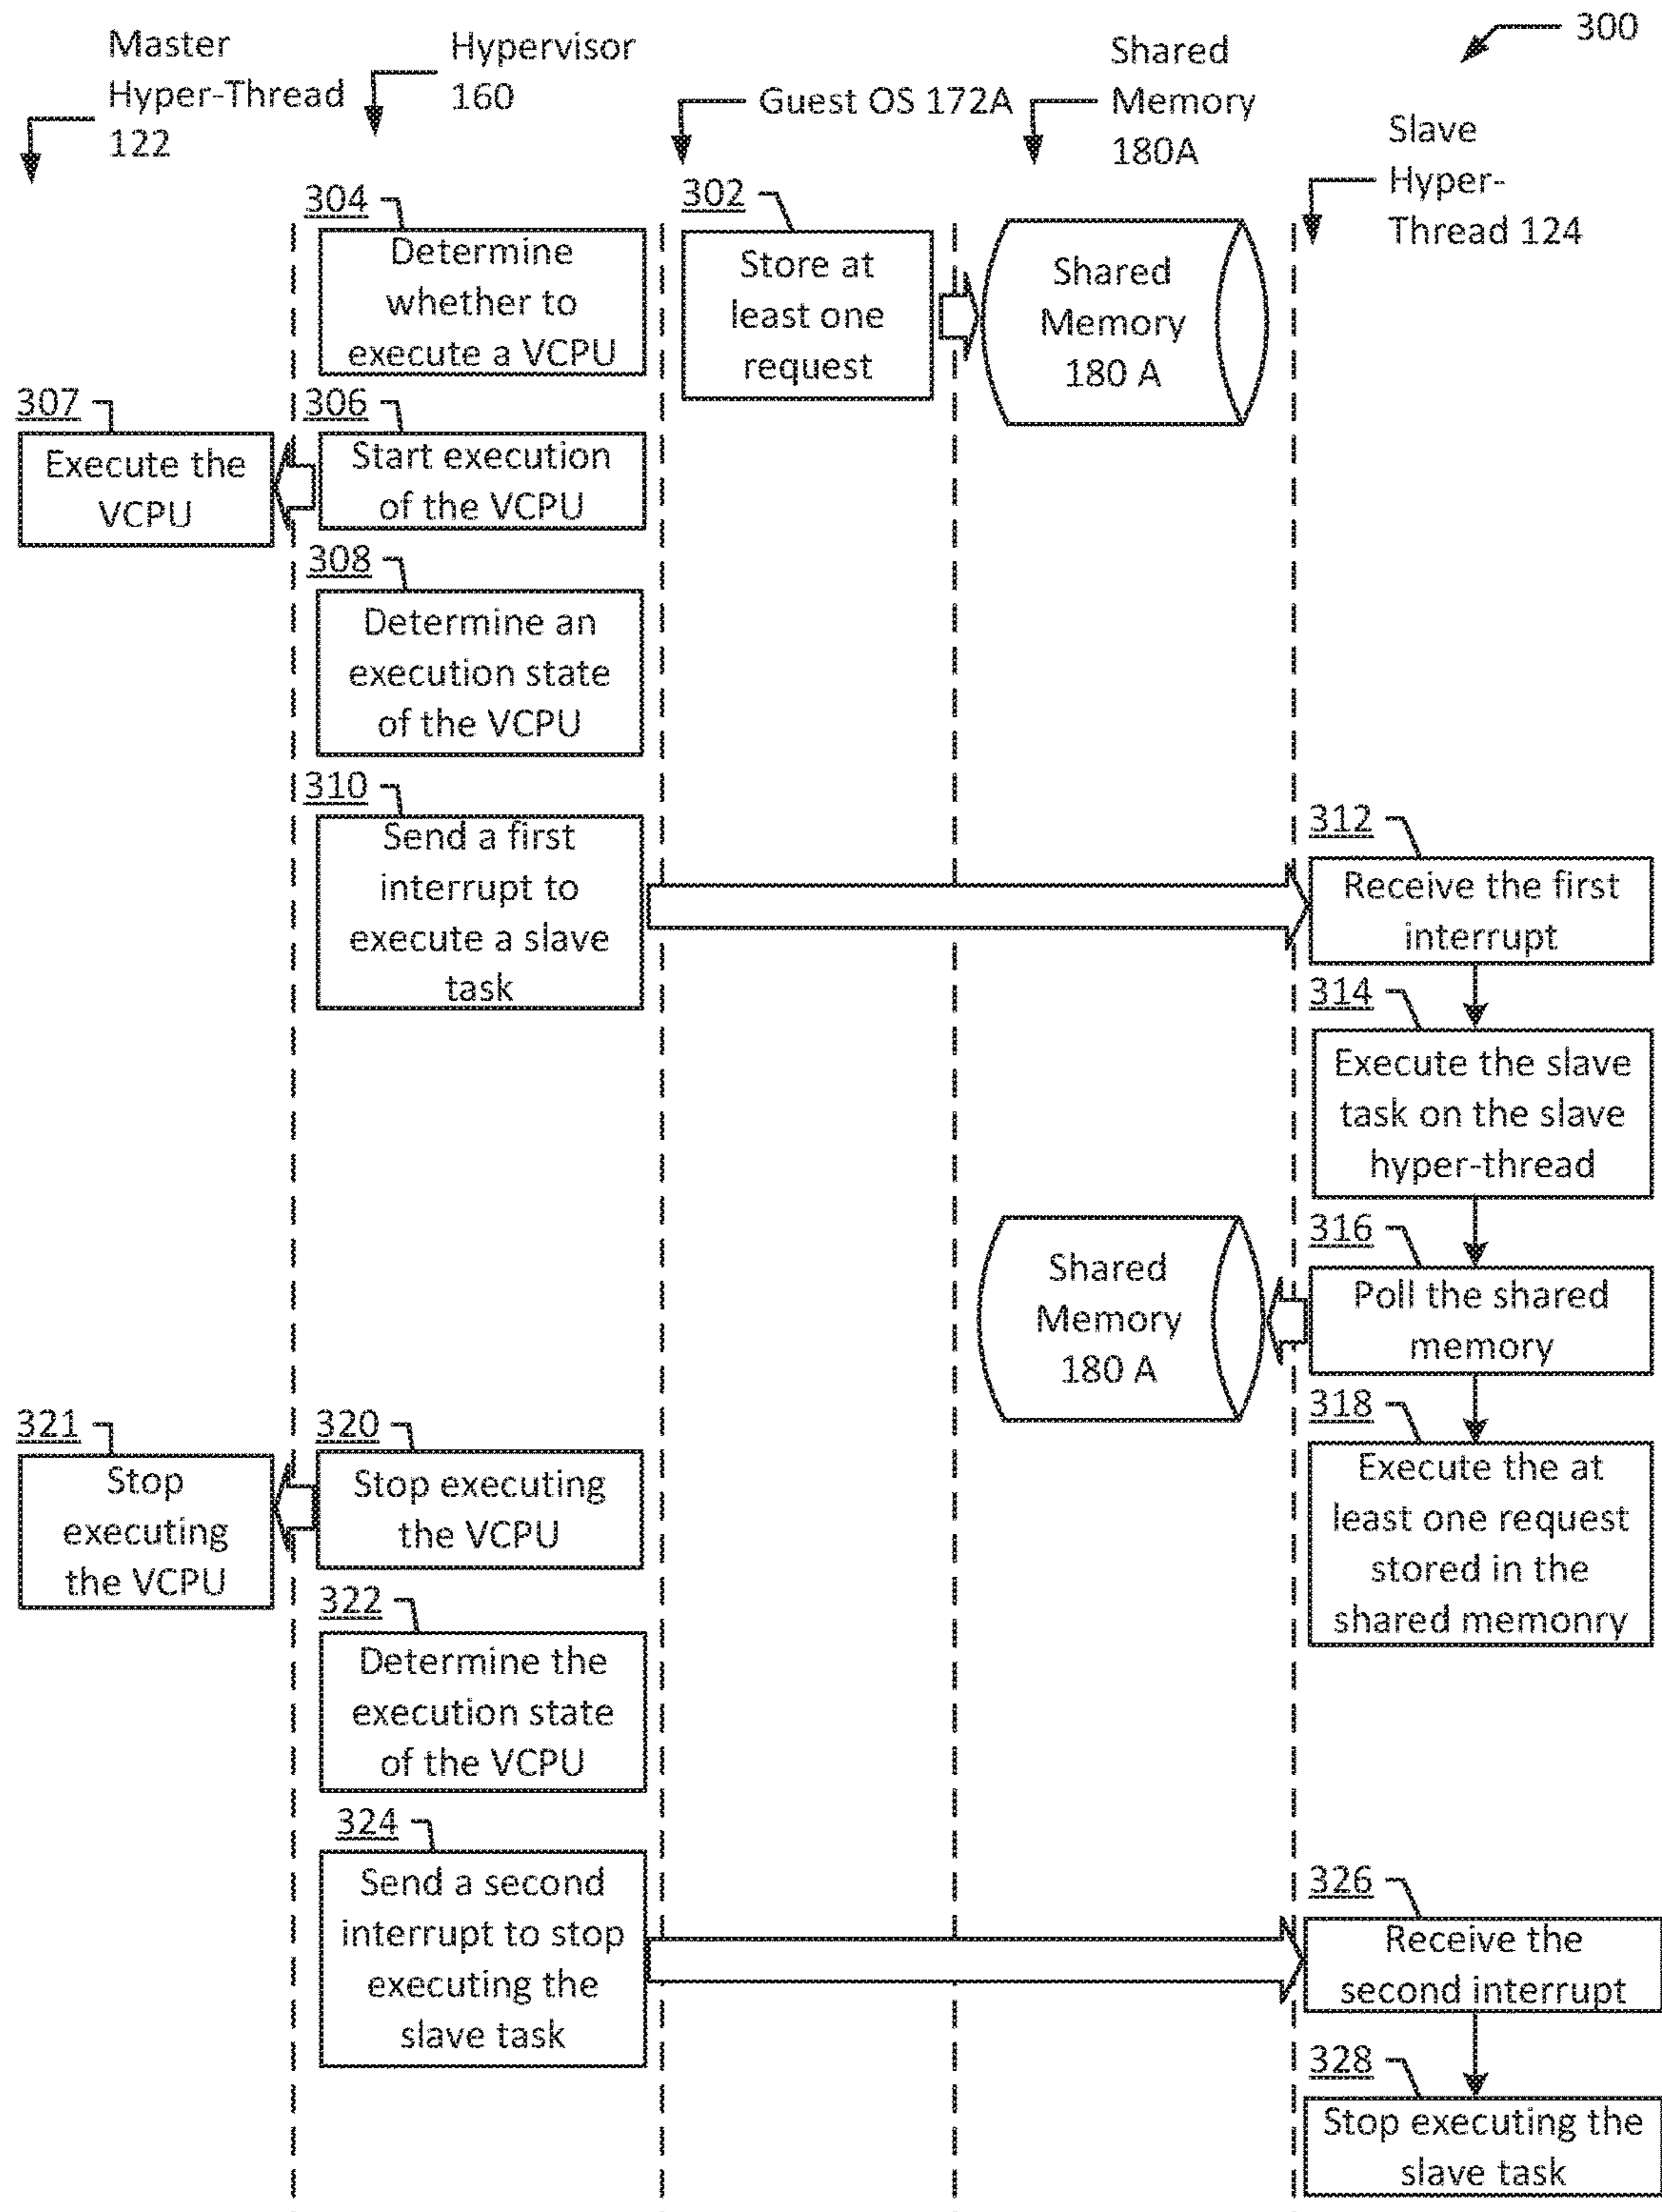 300
Master
Hyper-Thread
122
Hypervisor
160
Guest OS 172A
Shared
Memory
180A
Slave
Hyper-
Thread 124
304
Determine
whether to
execute a VCPU
302
Store at
least one
request
Shared
Memory
180 A
307
Execute the
VCPU
306
Start execution
of the VCPU
308
Determine an
execution state
of the VCPU
310
Send a first
interrupt to
execute a slave
task
312
Receive the first
interrupt
314
Execute the slave
task on the slave
hyper-thread
316
Poll the shared
memory
Shared
Memory
180 A
318
Execute the at
least one request
stored in the
shared memonry
321
Stop
executing
the VCPU
320
Stop executing
the VCPU
322
Determine the
execution state
of the VCPU
324
Send a second
interrupt to stop
executing the
slave task
326
Receive the
second interrupt
328
Stop executing the
slave task